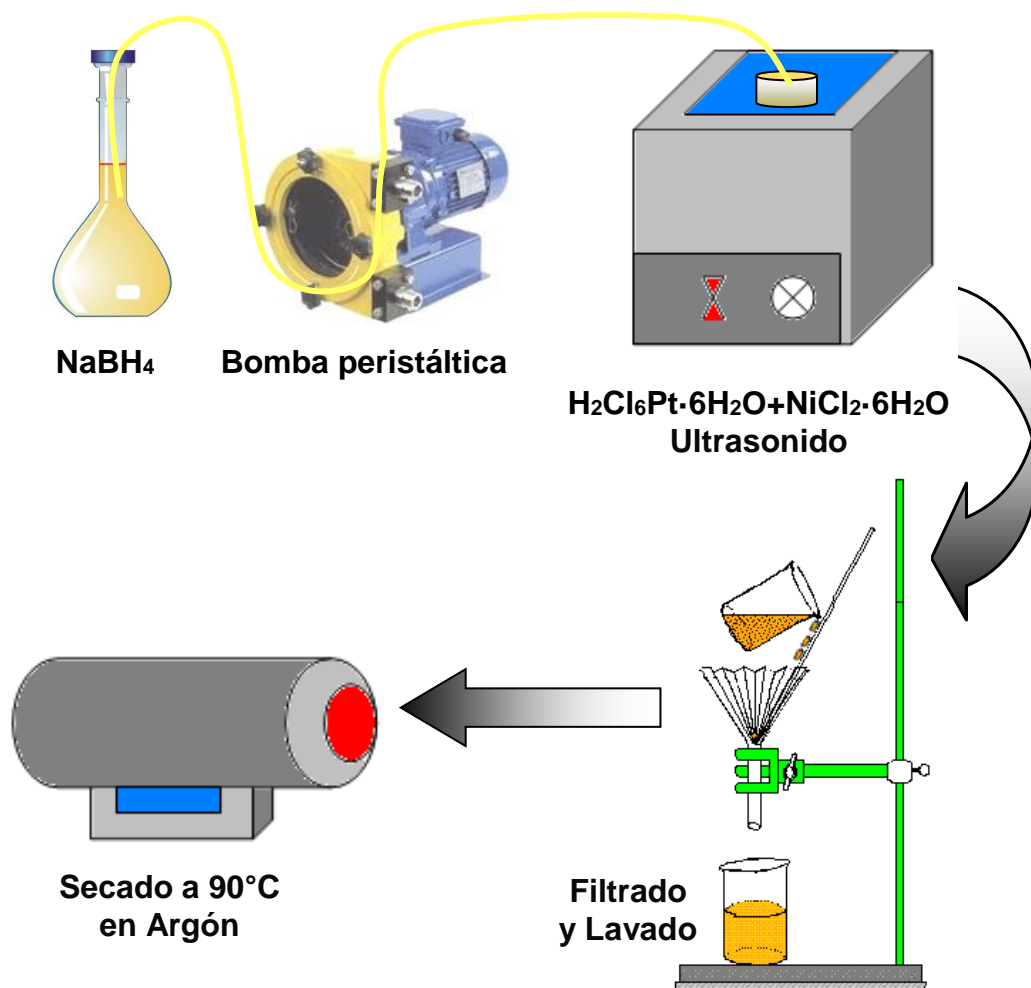 NaBH₄
Bomba peristáltica
H₂Cl₆Pt·6H₂O+NiCl₂·6H₂O
Ultrasonido
Filtrado
y Lavado
Secado a 90°C
en Argón